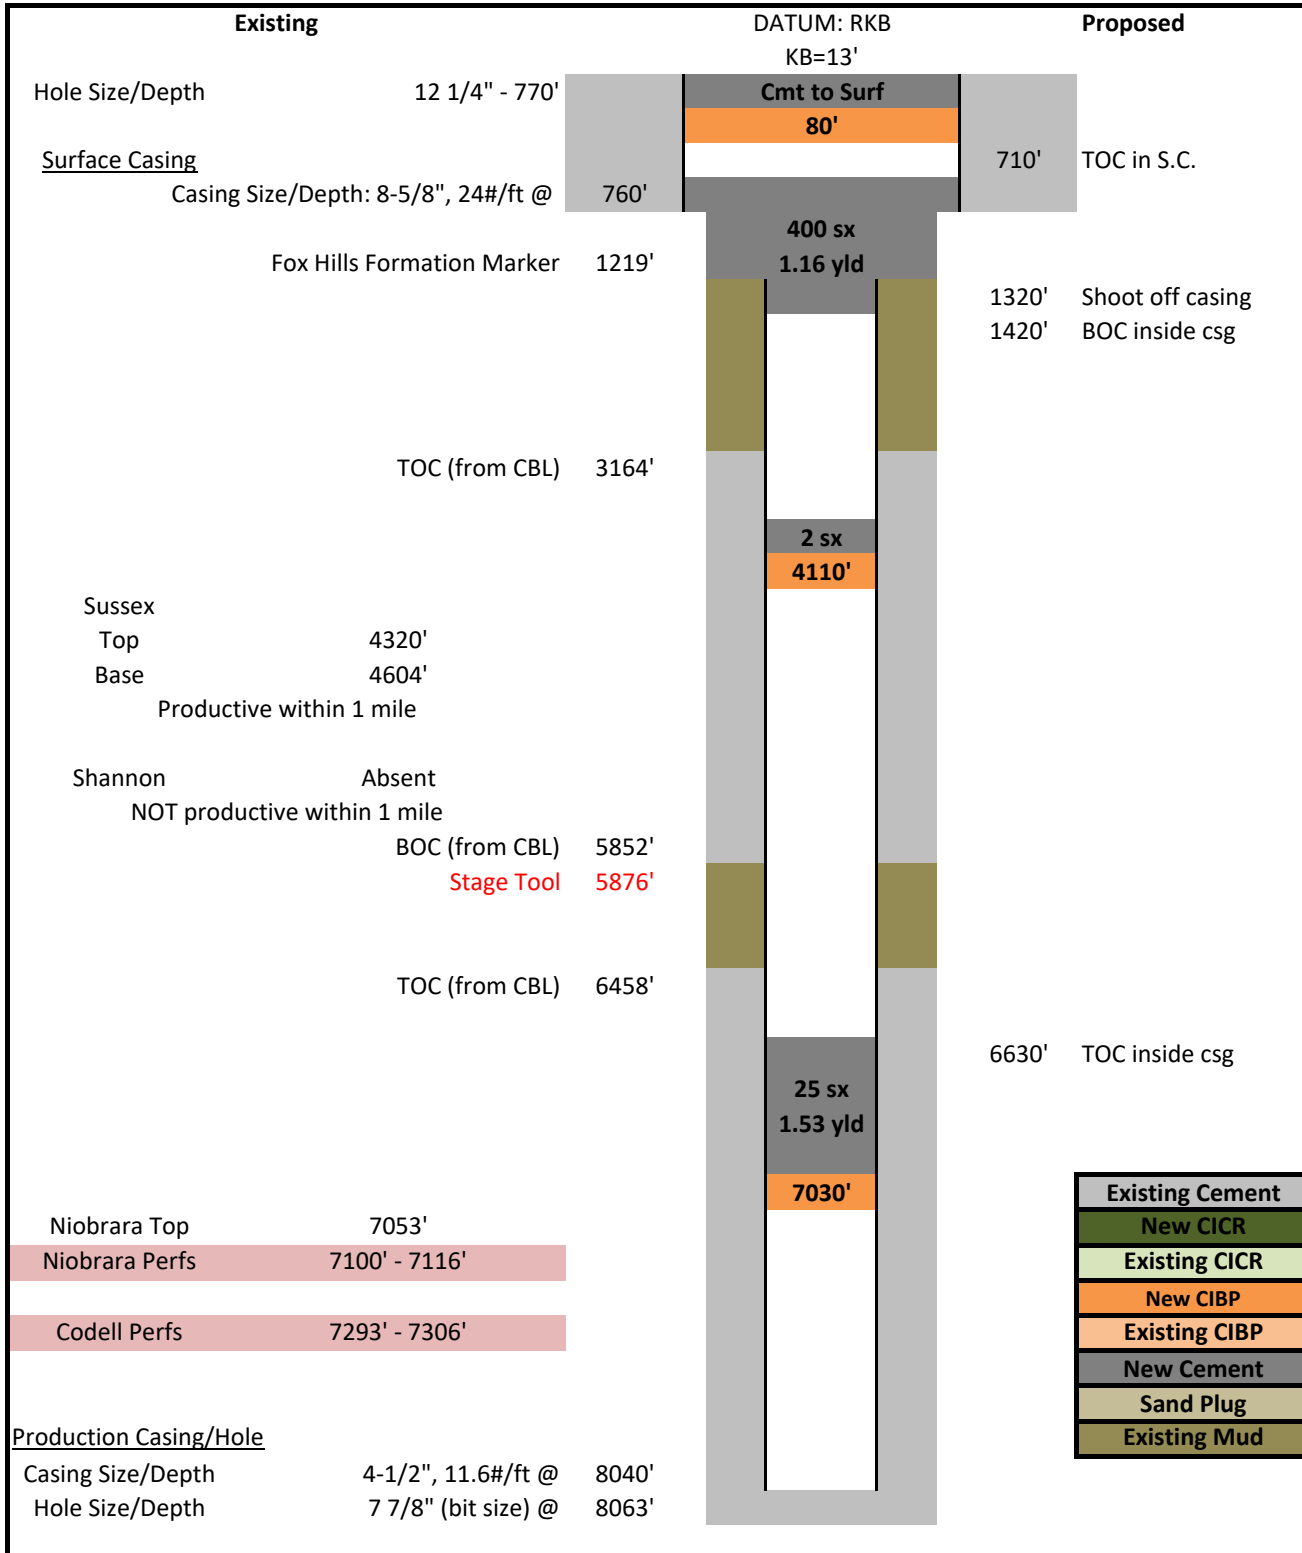 Existing DATUM: RKB Proposed
KB=13'
Hole Size/Depth 12 1/4" - 770' Cmt to Surf
80'
Surface Casing 710' TOC in S.C.
Casing Size/Depth: 8-5/8", 24#/ft @ 760'
400 sx
Fox Hills Formation Marker 1219' 1.16 yld
1320' Shoot off casing
1420' BOC inside csg
TOC (from CBL) 3164'
2 sx
4110'
Sussex
Top 4320'
Base 4604'
Productive within 1 mile
Shannon Absent
NOT productive within 1 mile
BOC (from CBL) 5852'
Stage Tool 5876'
TOC (from CBL) 6458'
6630' TOC inside csg
25 sx
1.53 yld
7030' Existing Cement
Niobrara Top 7053' New CICR
Niobrara Perfs 7100' - 7116' Existing CICR
New CIBP
Codell Perfs 7293' - 7306' Existing CIBP
New Cement
Sand Plug
Production Casing/Hole Existing Mud
Casing Size/Depth 4-1/2", 11.6#/ft @ 8040'
Hole Size/Depth 7 7/8" (bit size) @ 8063'